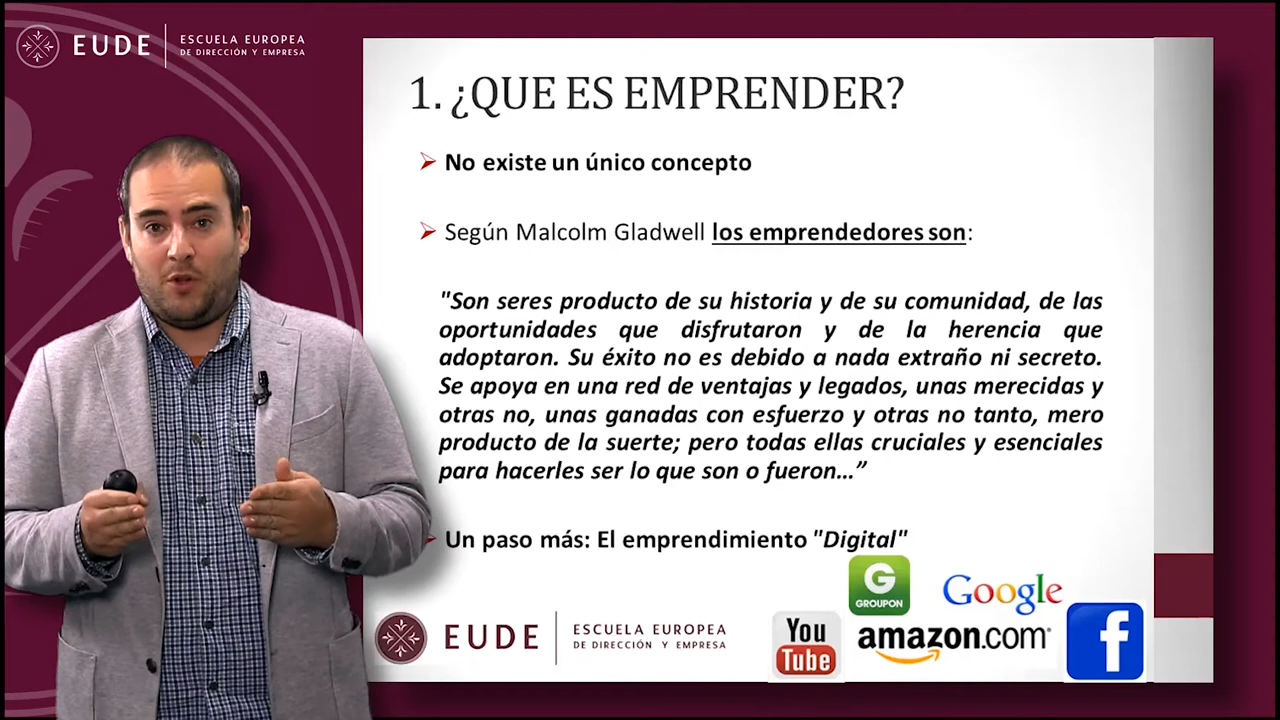 EUDE
ESCUELA EUROPEA
DE DIRECCIÓN Y EMPRESA
1. ¿QUE ES EMPRENDER?
No existe un único concepto
Según Malcolm Gladwell los emprendedores son:
"Son seres producto de su historia y de su comunidad, de las
oportunidades que disfrutaron y de la herencia que
adoptaron. Su éxito no es debido a nada extraño ni secreto.
Se apoya en una red de ventajas y legados, unas merecidas y
otras no, unas ganadas con esfuerzo y otras no tanto, mero
producto de la suerte; pero todas ellas cruciales y esenciales
para hacerles ser lo que son o fueron…”
Un paso más: El emprendimiento "Digital"
G
GROUPON
Google
EUDE
ESCUELA EUROPEA
DE DIRECCIÓN Y EMPRESA
You
Tube
amazon.com
f